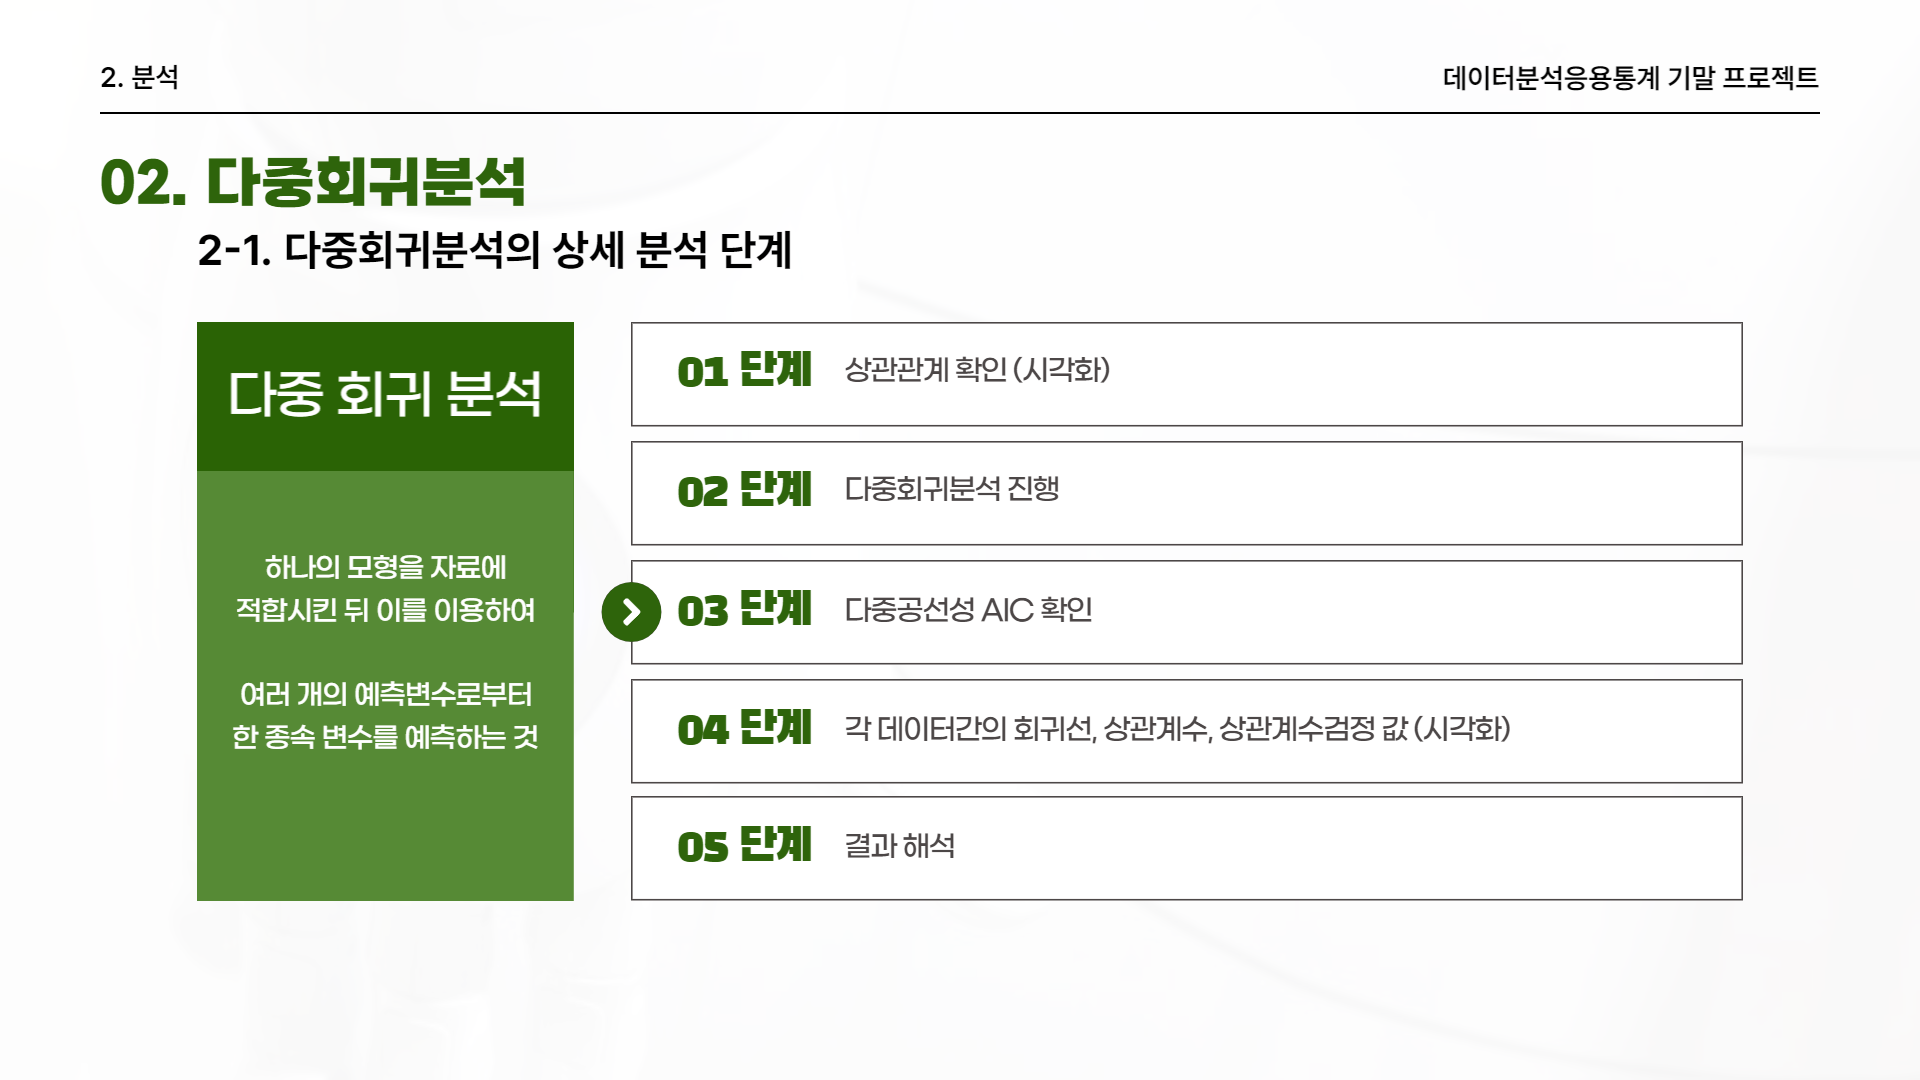 2. 분석
데이터분석응용통계 기말 프로젝트
02. 다중회귀분석
2-1. 다중회귀분석의 상세 분석 단계
다중 회귀 분석
하나의 모형을 자료에
적합시킨 뒤 이를 이용하여
여러 개의 예측변수로부터
한 종속 변수를 예측하는 것
01 단계 상관관계 확인 (시각화)
02 단계 다중회귀분석 진행
03 단계 다중공선성 AIC 확인
04 단계 각 데이터간의 회귀선, 상관계수, 상관계수검정 값 (시각화)
05 단계 결과 해석